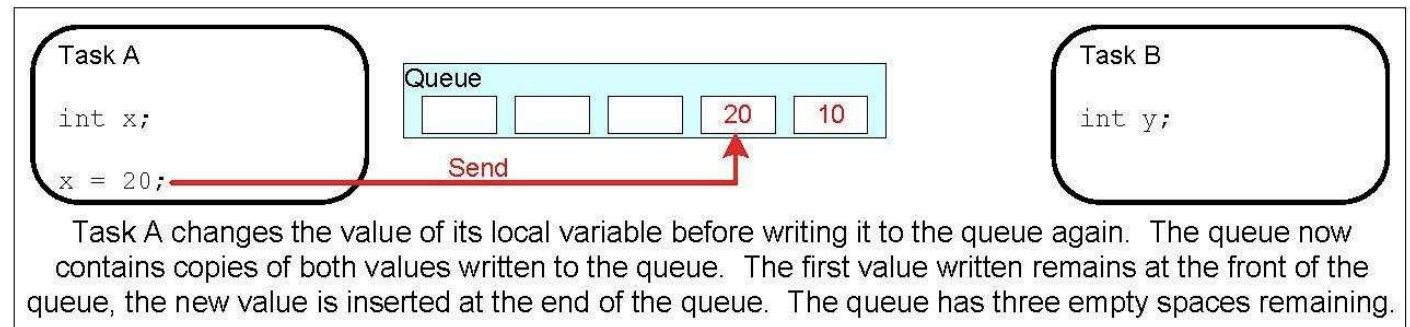 Task A
int x;
x = 20;
Queue
20 10
Send
Task B
int y;
Task A changes the value of its local variable before writing it to the queue again. The queue now
contains copies of both values written to the queue. The first value written remains at the front of the
queue, the new value is inserted at the end of the queue. The queue has three empty spaces remaining.